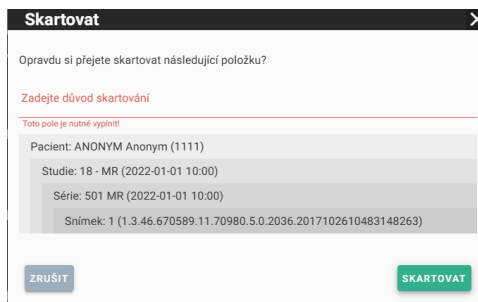 Skartovat
Opravdu si přejete skartovat následující položku?
Zadejte důvod skartování
Toto pole je nutné vyplnit!
Pacient: ANONYM Anonym (1111)
Studie: 18 - MR (2022-01-01 10:00)
Série: 501 MR (2022-01-01 10:00)
Snímek: 1 (1.3.46.670589.11.70980.5.0.2036.2017102610483148263)
ZRUŠIT
SKARTOVAT